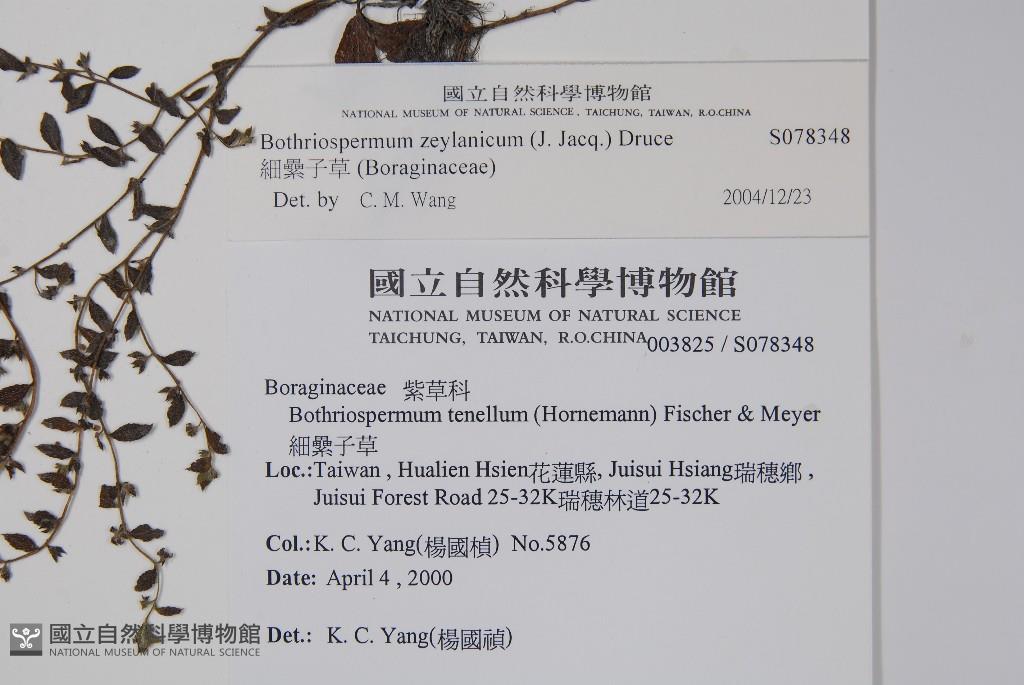 國立自然科學博物館
NATIONAL MUSEUM OF NATURAL SCIENCE, TAICHUNG, TAIWAN, R.O.CHINA
Bothriospermum zeylanicum (J. Jacq.) Druce S078348
細纍子草 (Boraginaceae)
Det. by C. M. Wang 2004/12/23
國立自然科學博物館
NATIONAL MUSEUM OF NATURAL SCIENCE
TAICHUNG, TAIWAN, R.O.CHINA 003825 / S078348
Boraginaceae 紫草科
Bothriospermum tenellum (Hornemann) Fischer & Meyer
細纍子草
Loc.:Taiwan , Hualien Hsien花蓮縣, Juisui Hsiang瑞穗鄉 ,
Juisui Forest Road 25-32K瑞穗林道25-32K
Col.:K. C. Yang(楊國楨) No.5876
Date: April 4 , 2000
Det.: K. C. Yang(楊國禎)
國立自然科學博物館
NATIONAL MUSEUM OF NATURAL SCIENCE